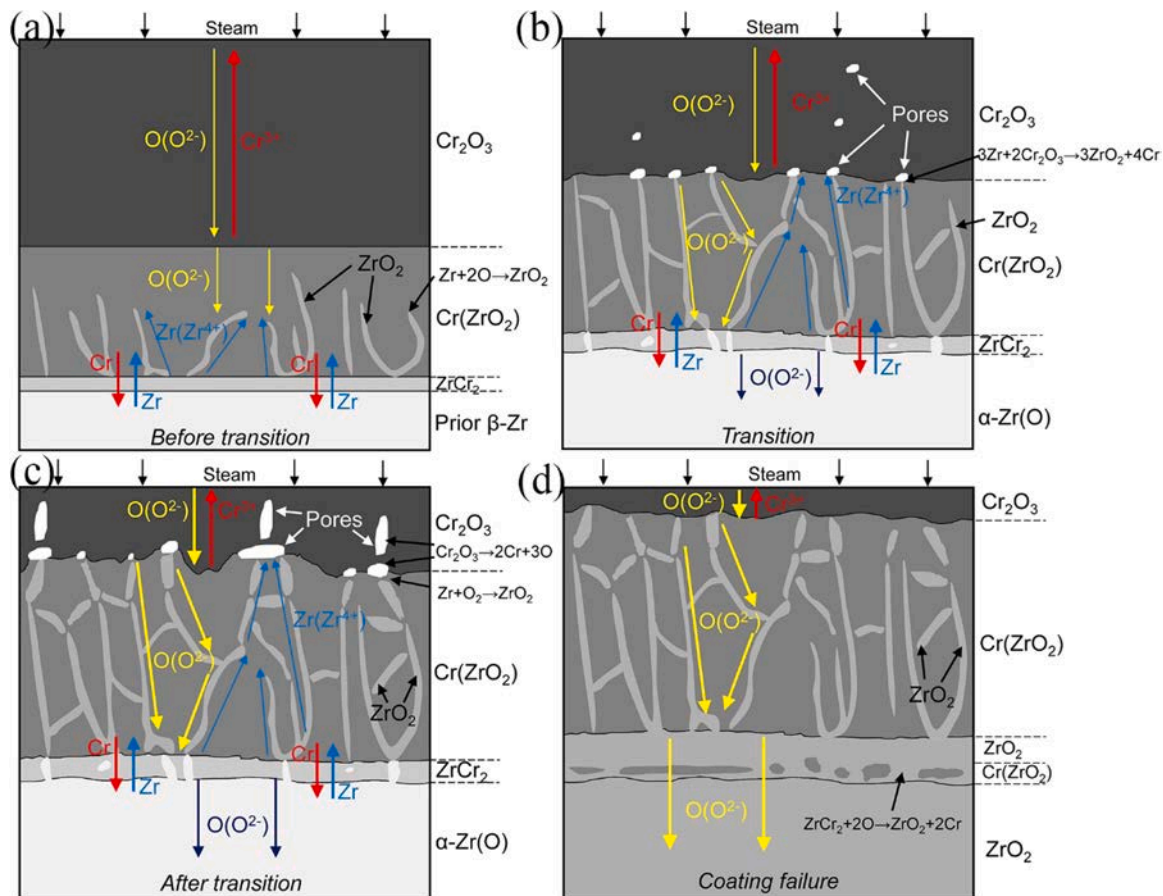 (a)
Steam
O(O²⁻)
Cr³⁺
Cr₂O₃
O(O²⁻)
ZrO₂
Zr+2O→ZrO₂
Cr(ZrO₂)
Zr(Zr⁴⁺)
Cr
Zr
Cr
Zr
ZrCr₂
Prior β-Zr
Before transition
(b)
Steam
O(O²⁻)
Cr³⁺
Pores
Cr₂O₃
3Zr+2Cr₂O₃→3ZrO₂+4Cr
Zr(Zr⁴⁺)
ZrO₂
O(O²⁻)
Cr(ZrO₂)
Cr
Zr
Cr
Zr
ZrCr₂
O(O²⁻)
α-Zr(O)
Transition
(c)
Steam
O(O²⁻)
Cr³⁺
Pores
Cr₂O₃
Cr₂O₃→2Cr+3O
Zr+O₂→ZrO₂
Zr(Zr⁴⁺)
O(O²⁻)
Cr(ZrO₂)
ZrO₂
Cr
Zr
Cr
Zr
ZrCr₂
O(O²⁻)
α-Zr(O)
After transition
(d)
Steam
O(O²⁻)
Cr³⁺
Cr₂O₃
O(O²⁻)
Cr(ZrO₂)
ZrO₂
ZrO₂
Cr(ZrO₂)
O(O²⁻)
ZrCr₂+2O→ZrO₂+2Cr
ZrO₂
Coating failure